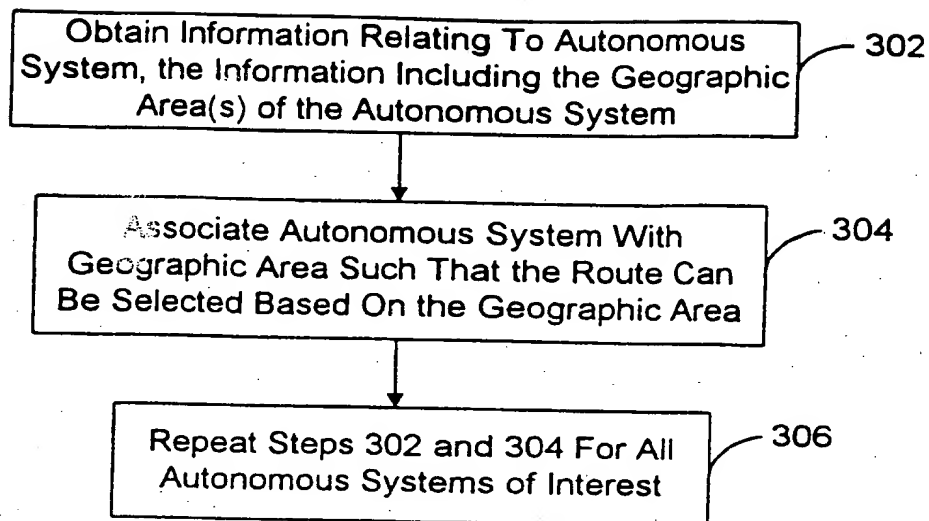 Obtain Information Relating To Autonomous
System, the Information Including the Geographic
Area(s) of the Autonomous System
302
Associate Autonomous System With
Geographic Area Such That the Route Can
Be Selected Based On the Geographic Area
304
Repeat Steps 302 and 304 For All
Autonomous Systems of Interest
306